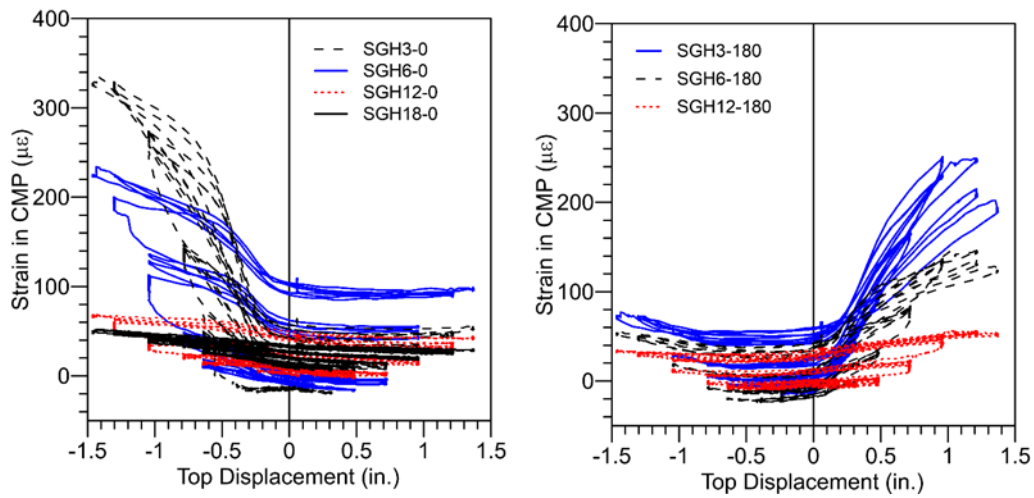 400
300
200
100
0
Strain in CMP (µε)
-1.5 -1 -0.5 0 0.5 1 1.5
Top Displacement (in.)
SGH3-0
SGH6-0
SGH12-0
SGH18-0
400
300
200
100
0
Strain in CMP (µε)
-1.5 -1 -0.5 0 0.5 1 1.5
Top Displacement (in.)
SGH3-180
SGH6-180
SGH12-180